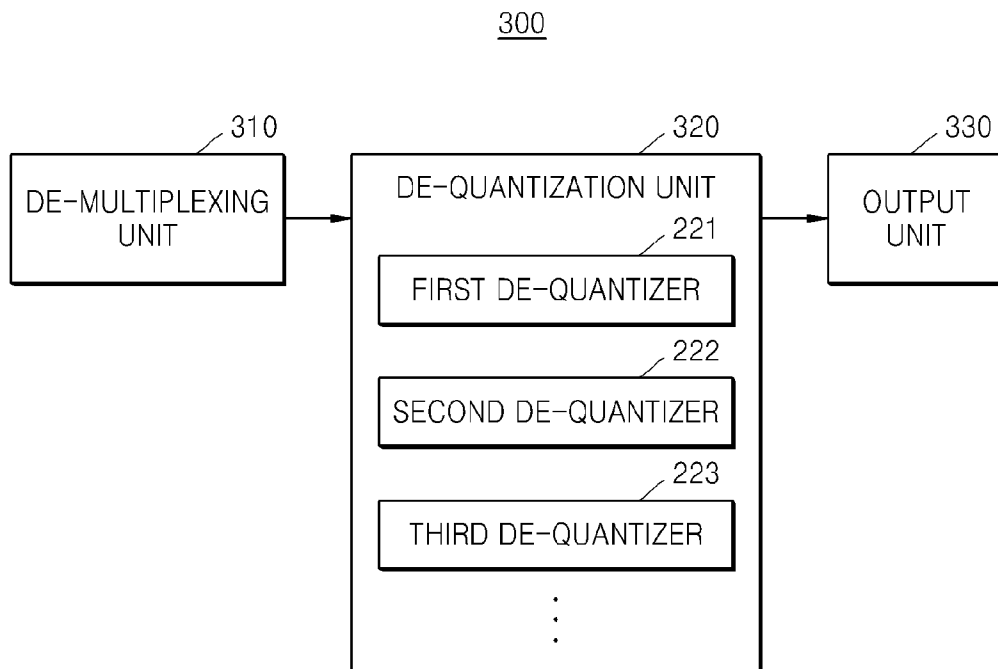 300
310
DE-MULTIPLEXING
UNIT
320
DE-QUANTIZATION UNIT
221
FIRST DE-QUANTIZER
222
SECOND DE-QUANTIZER
223
THIRD DE-QUANTIZER
330
OUTPUT
UNIT